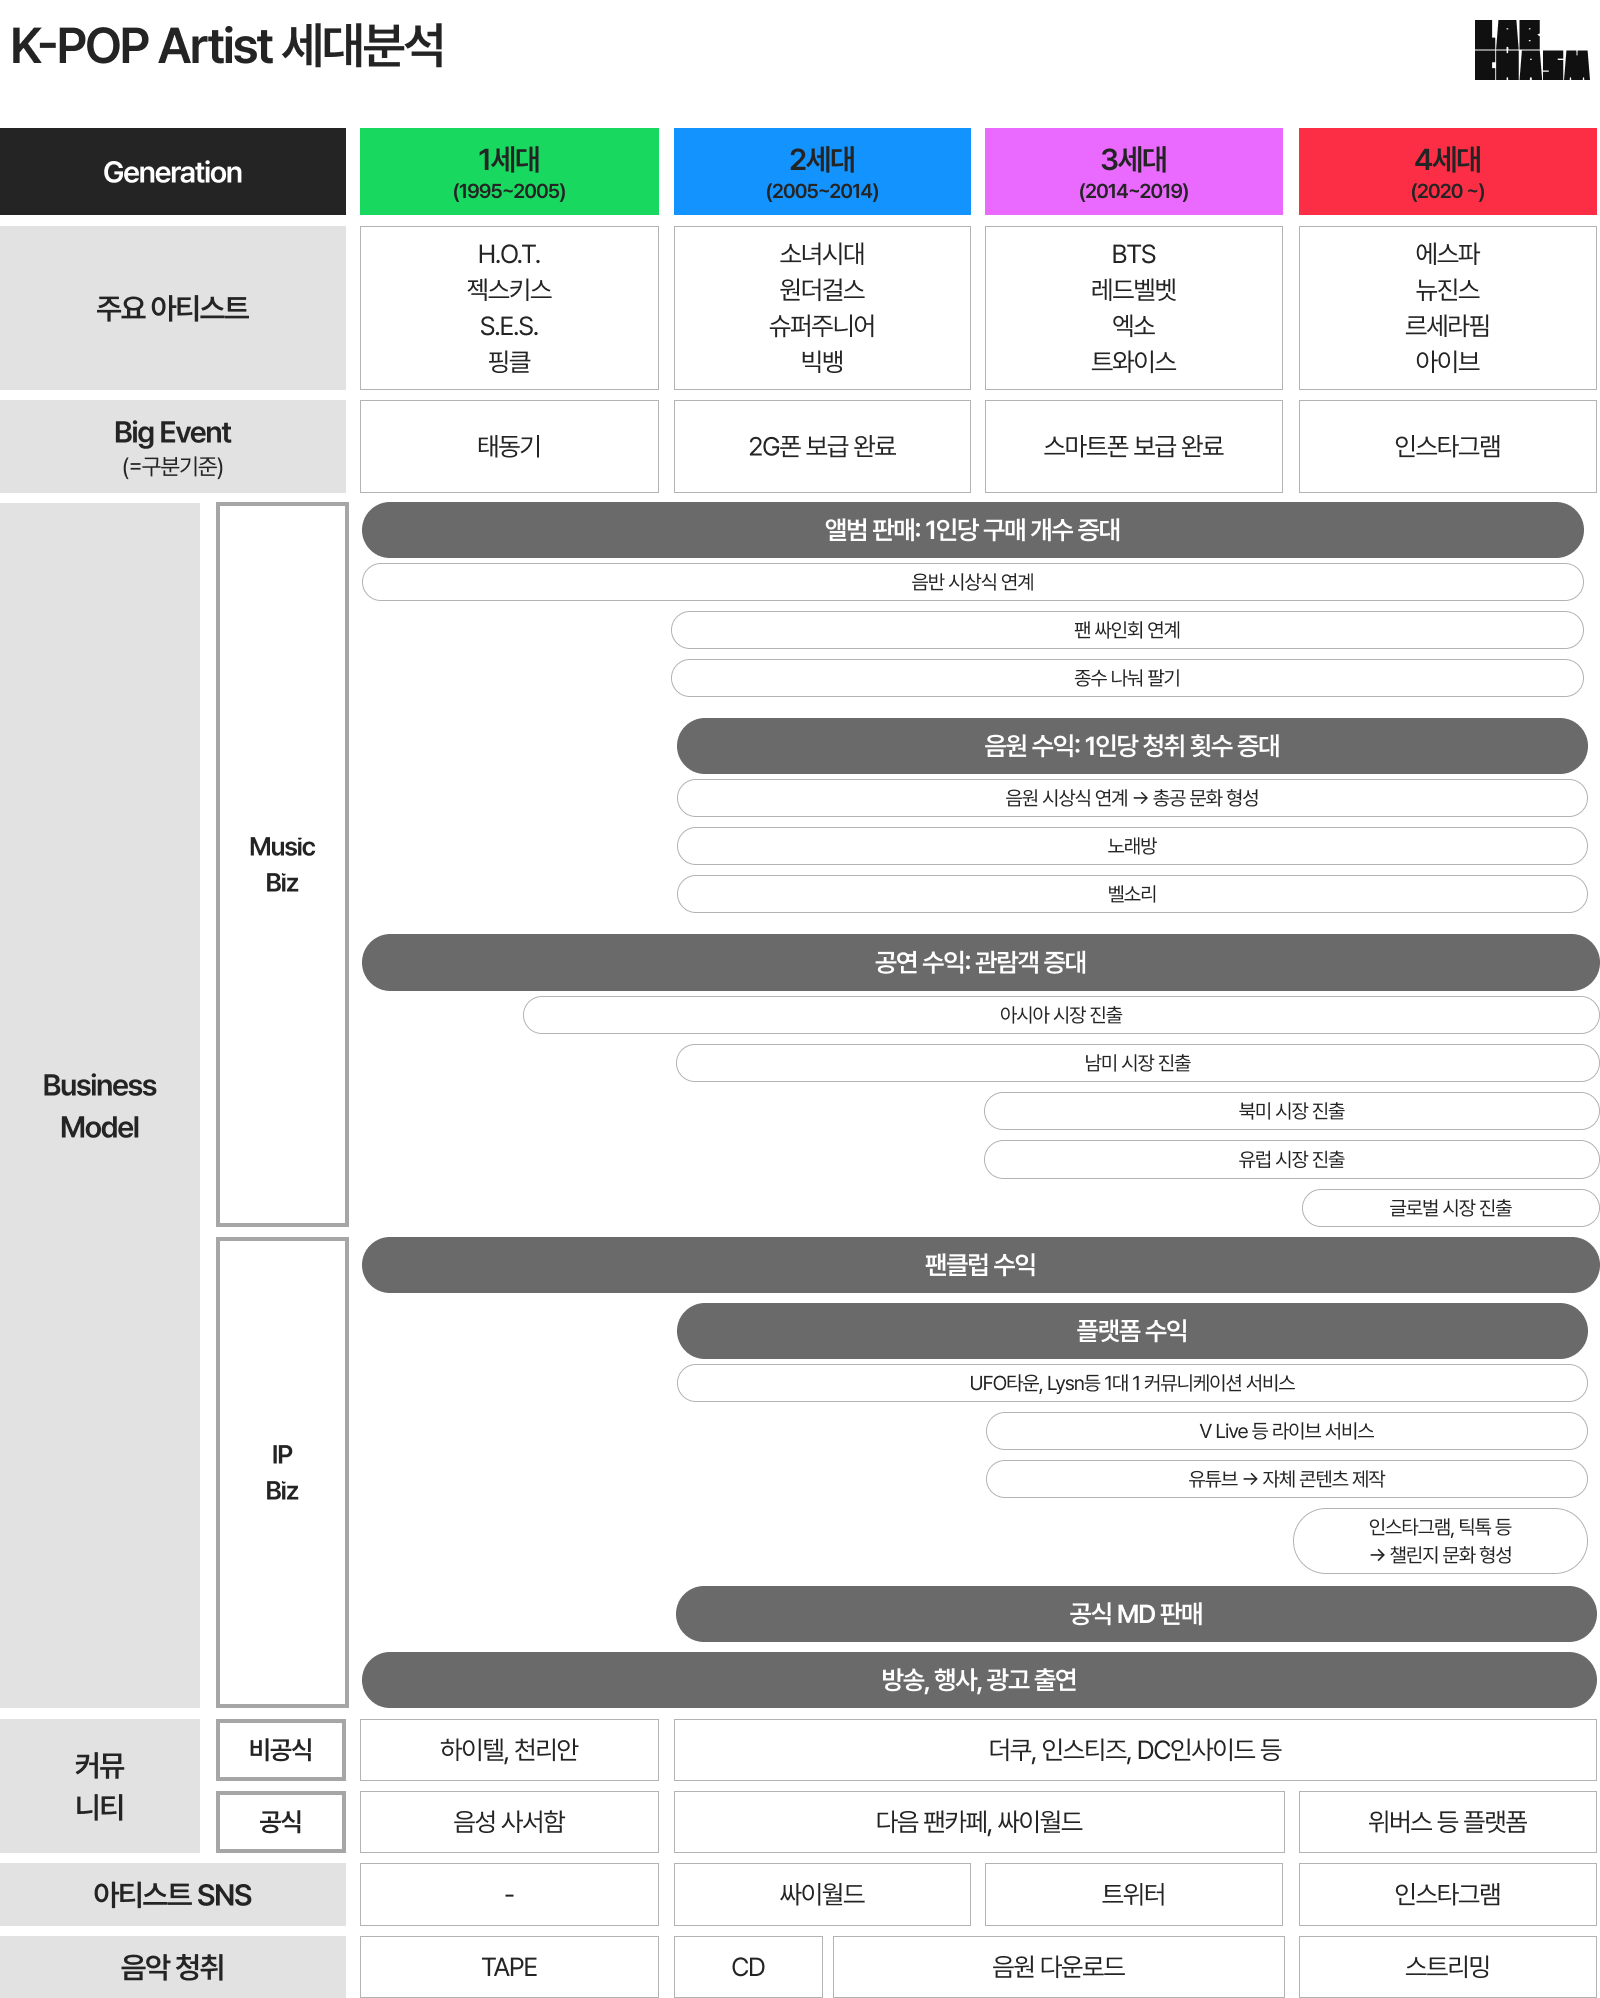 K-POP Artist 세대분석
LAB
CHASM
Generation
1세대
(1995~2005)
2세대
(2005~2014)
3세대
(2014~2019)
4세대
(2020 ~)
주요 아티스트
H.O.T.
젝스키스
S.E.S.
핑클
소녀시대
원더걸스
슈퍼주니어
빅뱅
BTS
레드벨벳
엑소
트와이스
에스파
뉴진스
르세라핌
아이브
Big Event
(=구분기준)
태동기
2G폰 보급 완료
스마트폰 보급 완료
인스타그램
Business
Model
Music
Biz
앨범 판매: 1인당 구매 개수 증대
음반 시상식 연계
팬 싸인회 연계
종수 나눠 팔기
음원 수익: 1인당 청취 횟수 증대
음원 시상식 연계 → 총공 문화 형성
노래방
벨소리
공연 수익: 관람객 증대
아시아 시장 진출
남미 시장 진출
북미 시장 진출
유럽 시장 진출
글로벌 시장 진출
IP
Biz
팬클럽 수익
플랫폼 수익
UFO타운, Lysn등 1대 1 커뮤니케이션 서비스
V Live 등 라이브 서비스
유튜브 → 자체 콘텐츠 제작
인스타그램, 틱톡 등
→ 챌린지 문화 형성
공식 MD 판매
방송, 행사, 광고 출연
커뮤
니티
비공식
하이텔, 천리안
더쿠, 인스티즈, DC인사이드 등
공식
음성 사서함
다음 팬카페, 싸이월드
위버스 등 플랫폼
아티스트 SNS
-
싸이월드
트위터
인스타그램
음악 청취
TAPE
CD
음원 다운로드
스트리밍